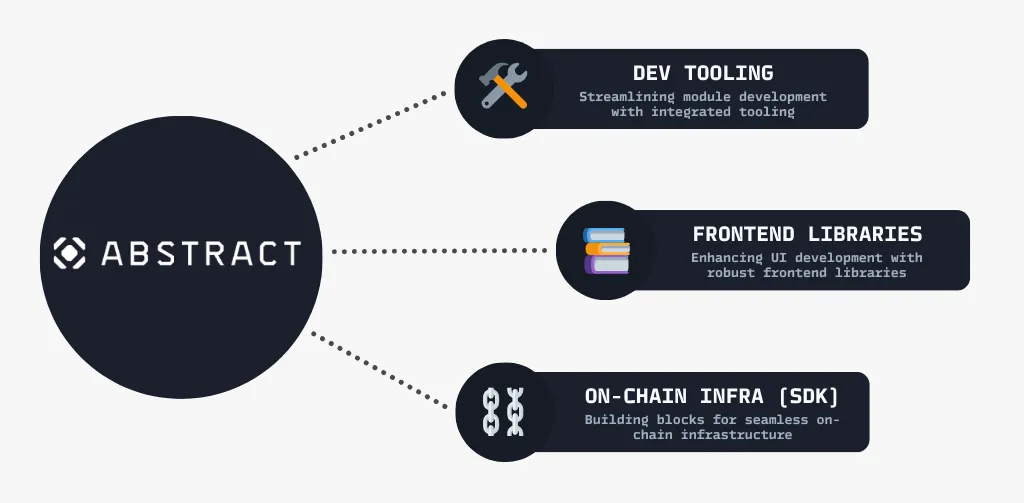 ABSTRACT
DEV TOOLING
Streamlining module development
with integrated tooling
FRONTEND LIBRARIES
Enhancing UI development with
robust frontend libraries
ON-CHAIN INFRA [SDK]
Building blocks for seamless on-
chain infrastructure